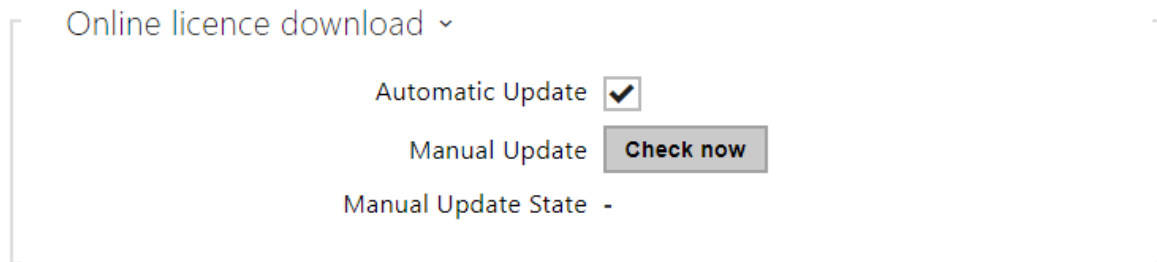 Online licence download
Automatic Update
Manual Update Check now
Manual Update State -